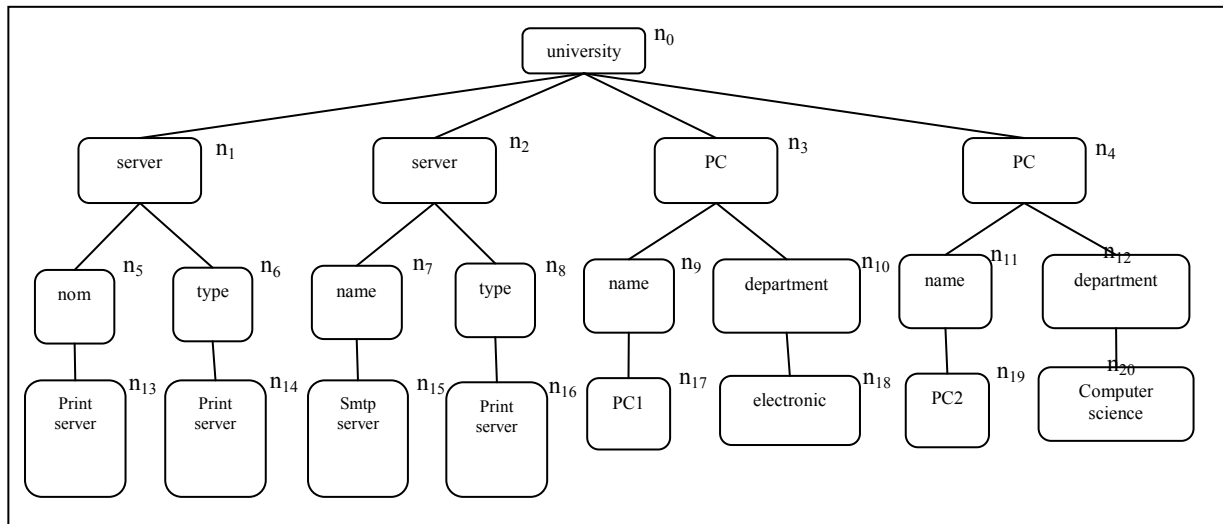 university n0
server n1
server n2
PC n3
PC n4
nom n5
type n6
name n7
type n8
name n9
department n10
name n11
department n12
Print
server n13
Print
server n14
Smtp
server n15
Print
server n16
PC1 n17
electronic n18
PC2 n19
Computer
science n20